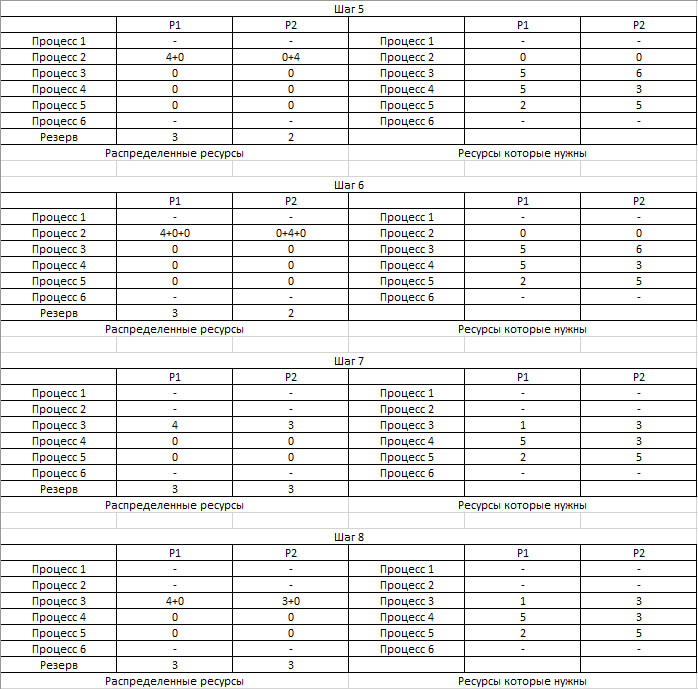 Шаг 5
P1 P2 P1 P2
Процесс 1 - - Процесс 1 - -
Процесс 2 4+0 0+4 Процесс 2 0 0
Процесс 3 0 0 Процесс 3 5 6
Процесс 4 0 0 Процесс 4 5 3
Процесс 5 0 0 Процесс 5 2 5
Процесс 6 - - Процесс 6 - -
Резерв 3 2
Распределенные ресурсы Ресурсы которые нужны
Шаг 6
P1 P2 P1 P2
Процесс 1 - - Процесс 1 - -
Процесс 2 4+0+0 0+4+0 Процесс 2 0 0
Процесс 3 0 0 Процесс 3 5 6
Процесс 4 0 0 Процесс 4 5 3
Процесс 5 0 0 Процесс 5 2 5
Процесс 6 - - Процесс 6 - -
Резерв 3 2
Распределенные ресурсы Ресурсы которые нужны
Шаг 7
P1 P2 P1 P2
Процесс 1 - - Процесс 1 - -
Процесс 2 - - Процесс 2 - -
Процесс 3 4 3 Процесс 3 1 3
Процесс 4 0 0 Процесс 4 5 3
Процесс 5 0 0 Процесс 5 2 5
Процесс 6 - - Процесс 6 - -
Резерв 3 3
Распределенные ресурсы Ресурсы которые нужны
Шаг 8
P1 P2 P1 P2
Процесс 1 - - Процесс 1 - -
Процесс 2 - - Процесс 2 - -
Процесс 3 4+0 3+0 Процесс 3 1 3
Процесс 4 0 0 Процесс 4 5 3
Процесс 5 0 0 Процесс 5 2 5
Процесс 6 - - Процесс 6 - -
Резерв 3 3
Распределенные ресурсы Ресурсы которые нужны